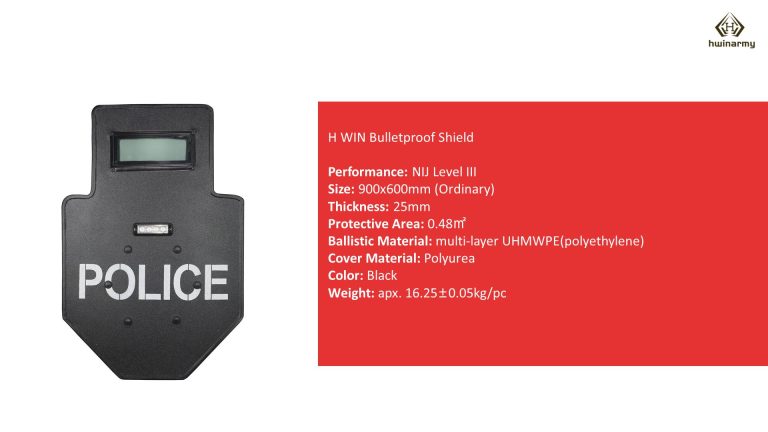 hwinarmy
H WIN Bulletproof Shield
Performance: NIJ Level III
Size: 900x600mm (Ordinary)
Thickness: 25mm
Protective Area: 0.48㎡
Ballistic Material: multi-layer UHMWPE(polyethylene)
Cover Material: Polyurea
Color: Black
Weight: apx. 16.25±0.05kg/pc
POLICE